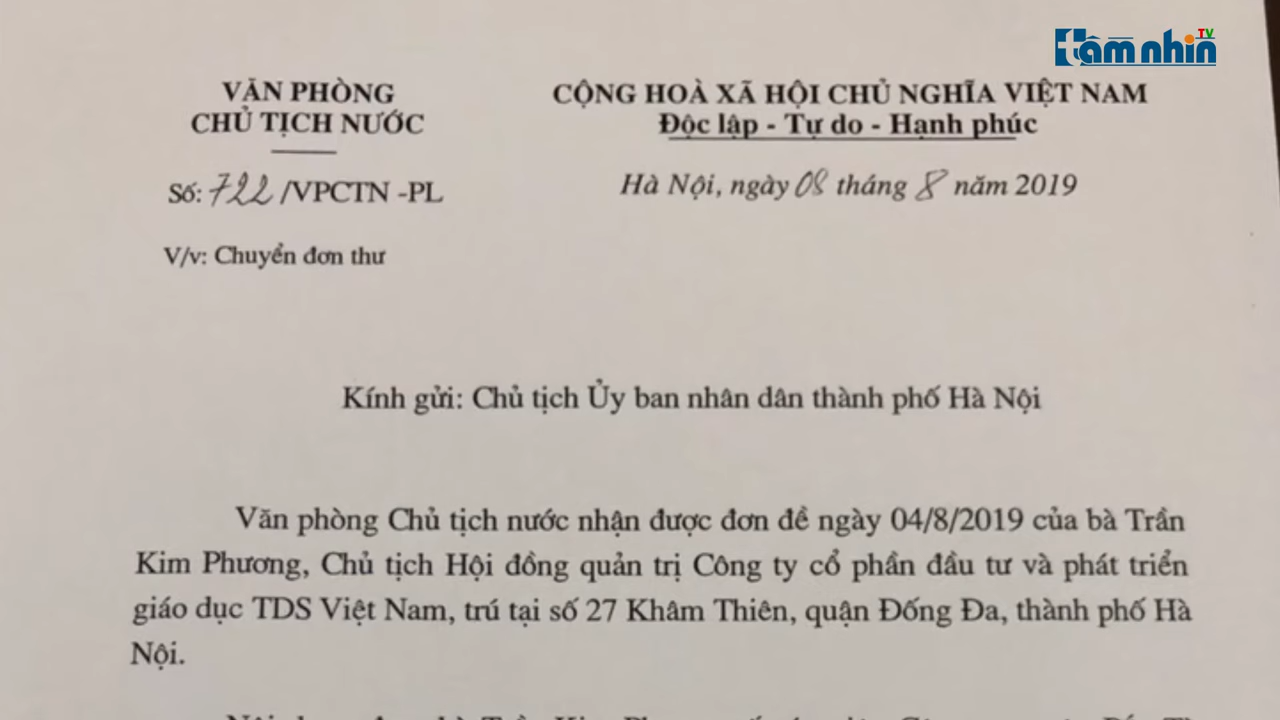 tầm nhìn TV
VĂN PHÒNG
CHỦ TỊCH NƯỚC
CỘNG HOÀ XÃ HỘI CHỦ NGHĨA VIỆT NAM
Độc lập - Tự do - Hạnh phúc
Số: 722/VPCTN -PL
Hà Nội, ngày 08 tháng 8 năm 2019
V/v: Chuyển đơn thư
Kính gửi: Chủ tịch Ủy ban nhân dân thành phố Hà Nội
Văn phòng Chủ tịch nước nhận được đơn đề ngày 04/8/2019 của bà Trần
Kim Phương, Chủ tịch Hội đồng quản trị Công ty cổ phần đầu tư và phát triển
giáo dục TDS Việt Nam, trú tại số 27 Khâm Thiên, quận Đống Đa, thành phố Hà
Nội.